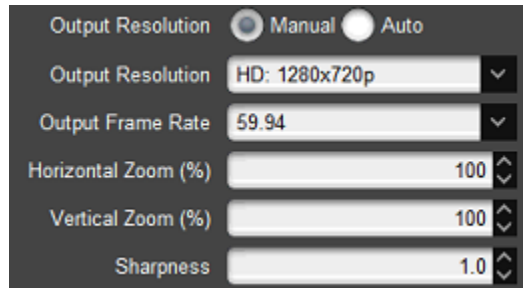 Output Resolution Manual Auto
Output Resolution HD: 1280x720p
Output Frame Rate 59.94
Horizontal Zoom (%) 100
Vertical Zoom (%) 100
Sharpness 1.0